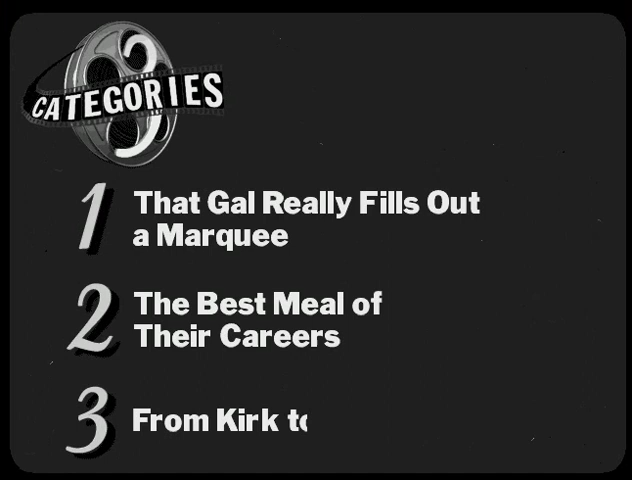 CATEGORIES
1 That Gal Really Fills Out
a Marquee
2 The Best Meal of
Their Careers
3 From Kirk